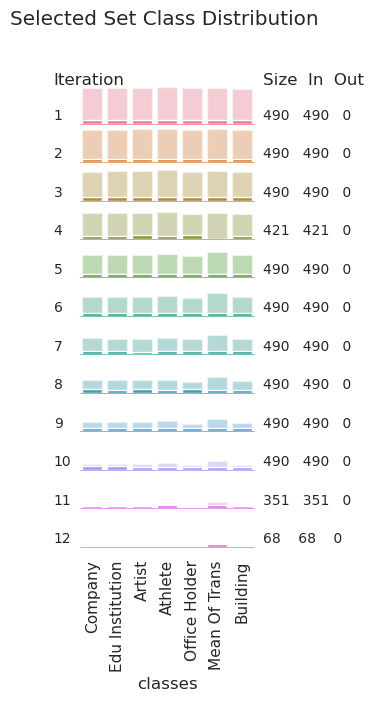 Selected Set Class Distribution
Iteration Size In Out
1 490 490 0
2 490 490 0
3 490 490 0
4 421 421 0
5 490 490 0
6 490 490 0
7 490 490 0
8 490 490 0
9 490 490 0
10 490 490 0
11 351 351 0
12 68 68 0
Company
Edu Institution
Artist
Athlete
Office Holder
Mean Of Trans
Building
classes